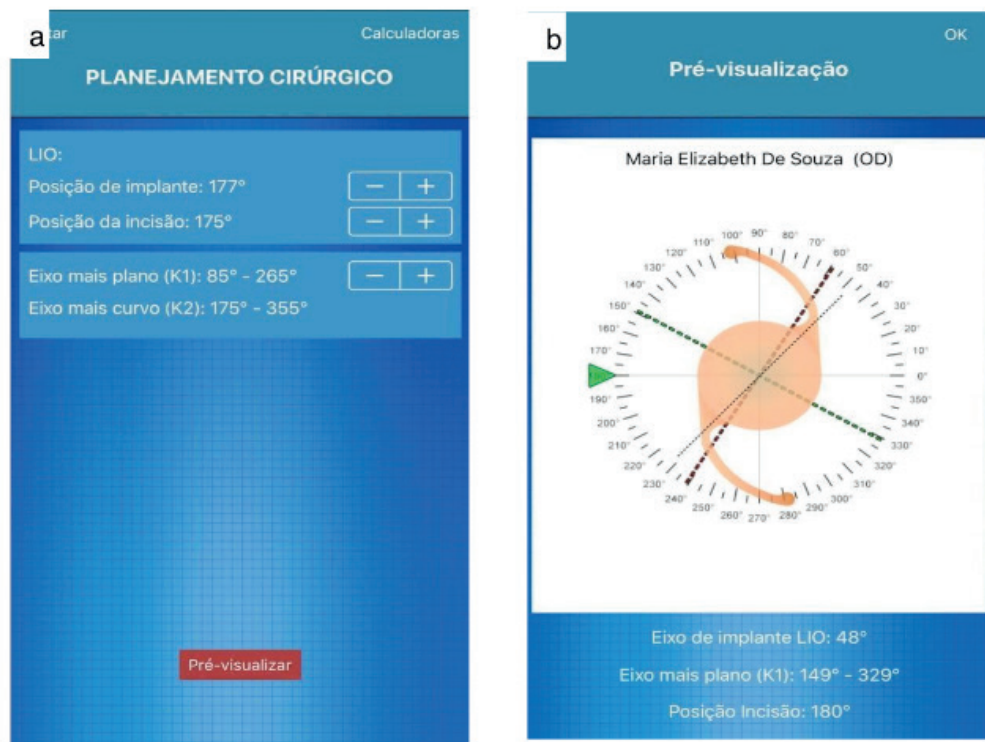 a
tar
Calculadoras
PLANEJAMENTO CIRÚRGICO
LIO:
Posição de implante: 177°
Posição da incisão: 175°
Eixo mais plano (K1): 85° - 265°
Eixo mais curvo (K2): 175° - 355°
Pré-visualizar
b
OK
Pré-visualização
Maria Elizabeth De Souza (OD)
0°
10°
20°
30°
40°
50°
60°
70°
80°
90°
100°
110°
120°
130°
140°
150°
160°
170°
190°
200°
210°
220°
230°
240°
250°
260°
270°
280°
290°
300°
310°
320°
330°
340°
350°
Eixo de implante LIO: 48°
Eixo mais plano (K1): 149° - 329°
Posição Incisão: 180°